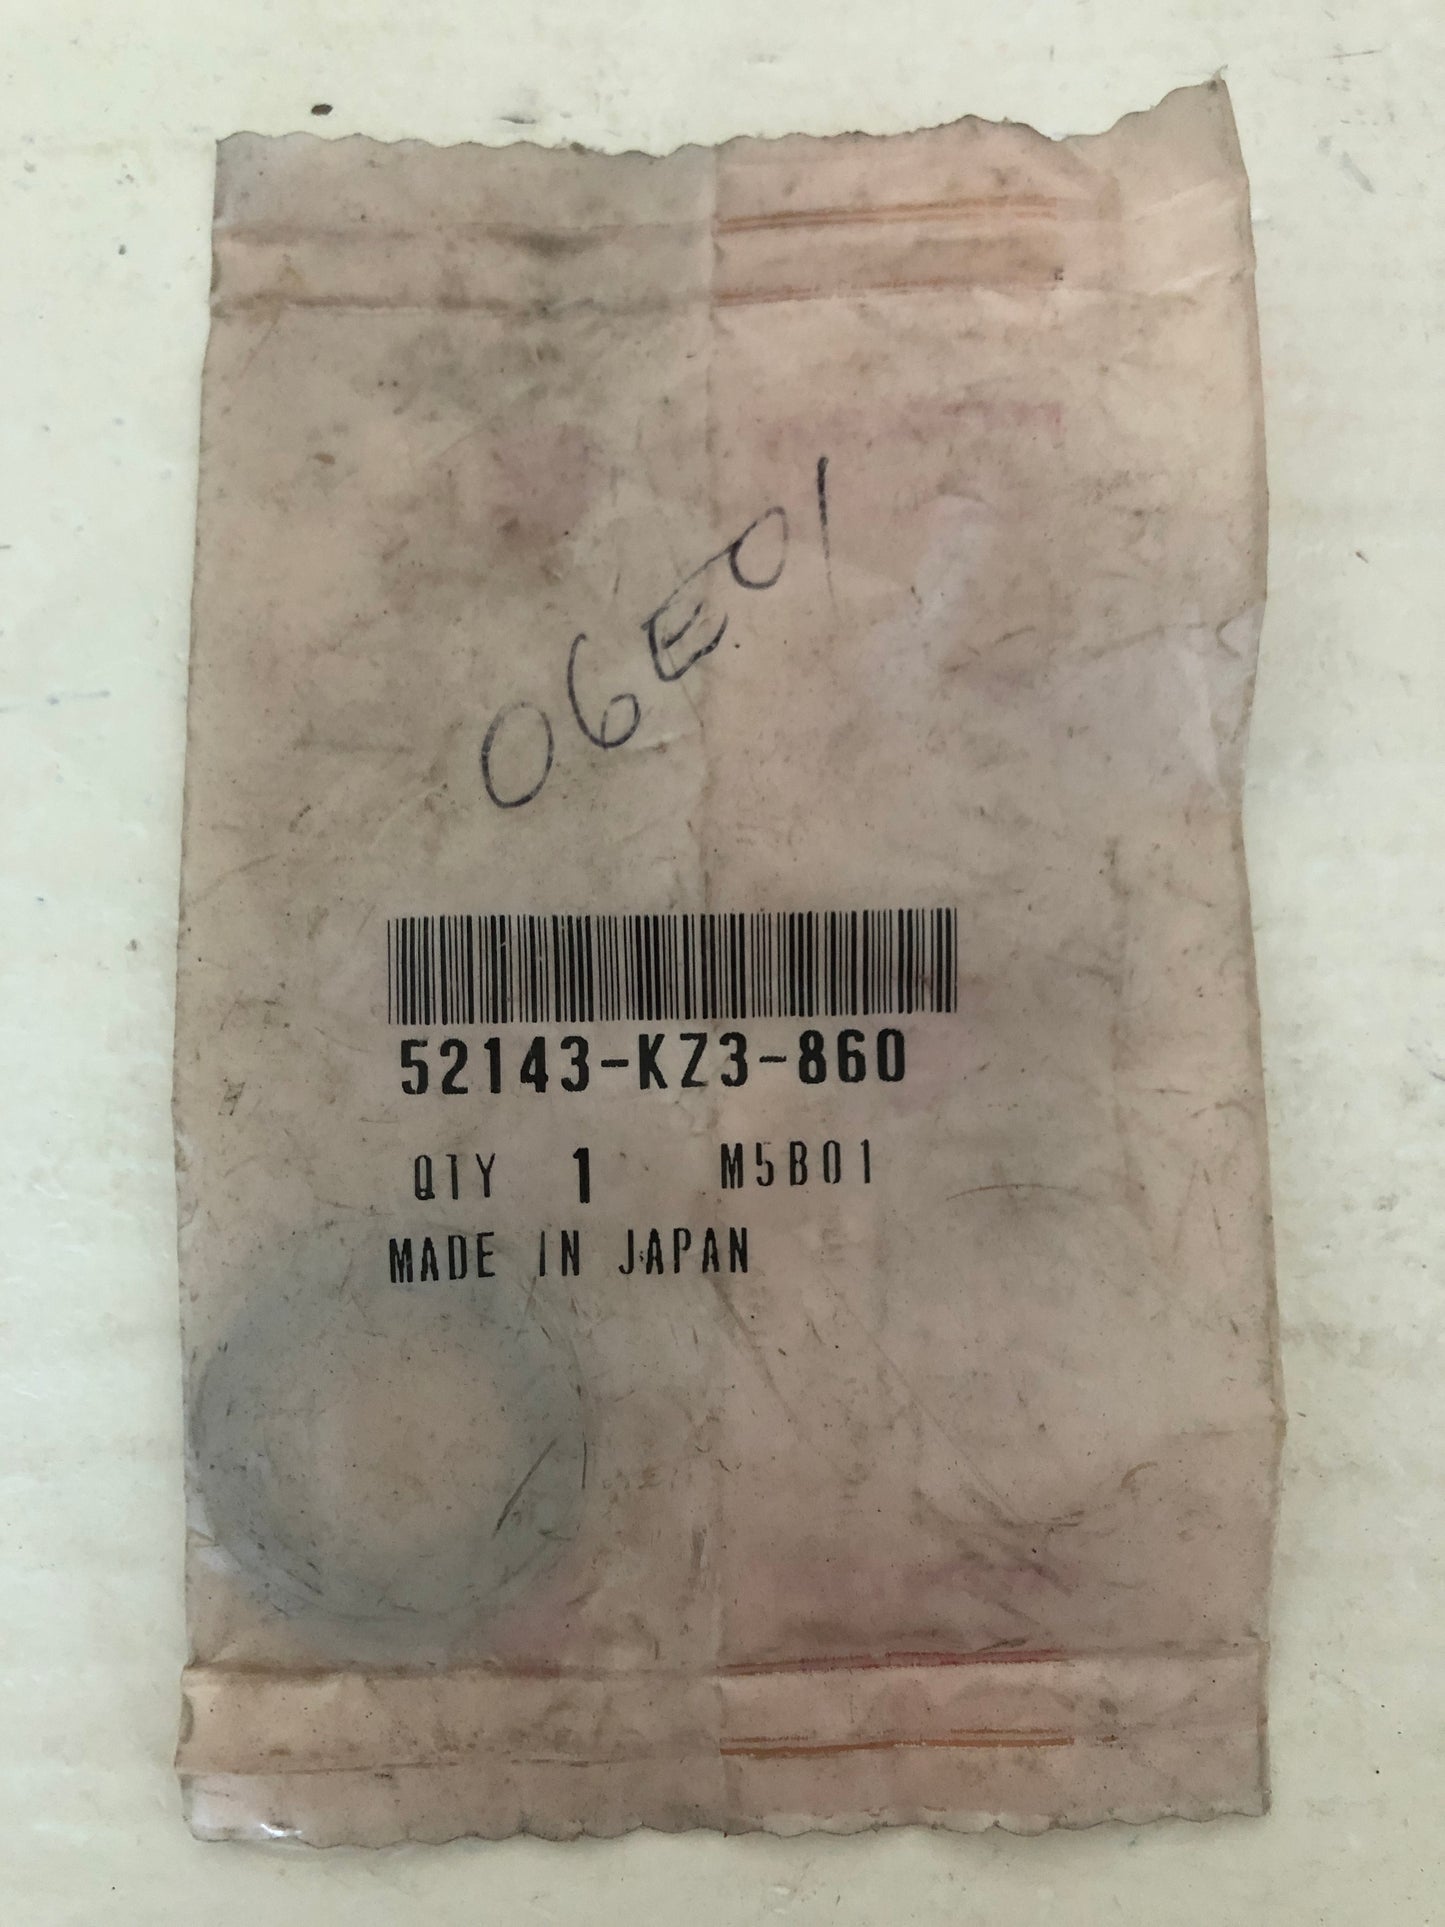 06E01
52143-KZ3-860
QTY 1 M5B01
MADE IN JAPAN